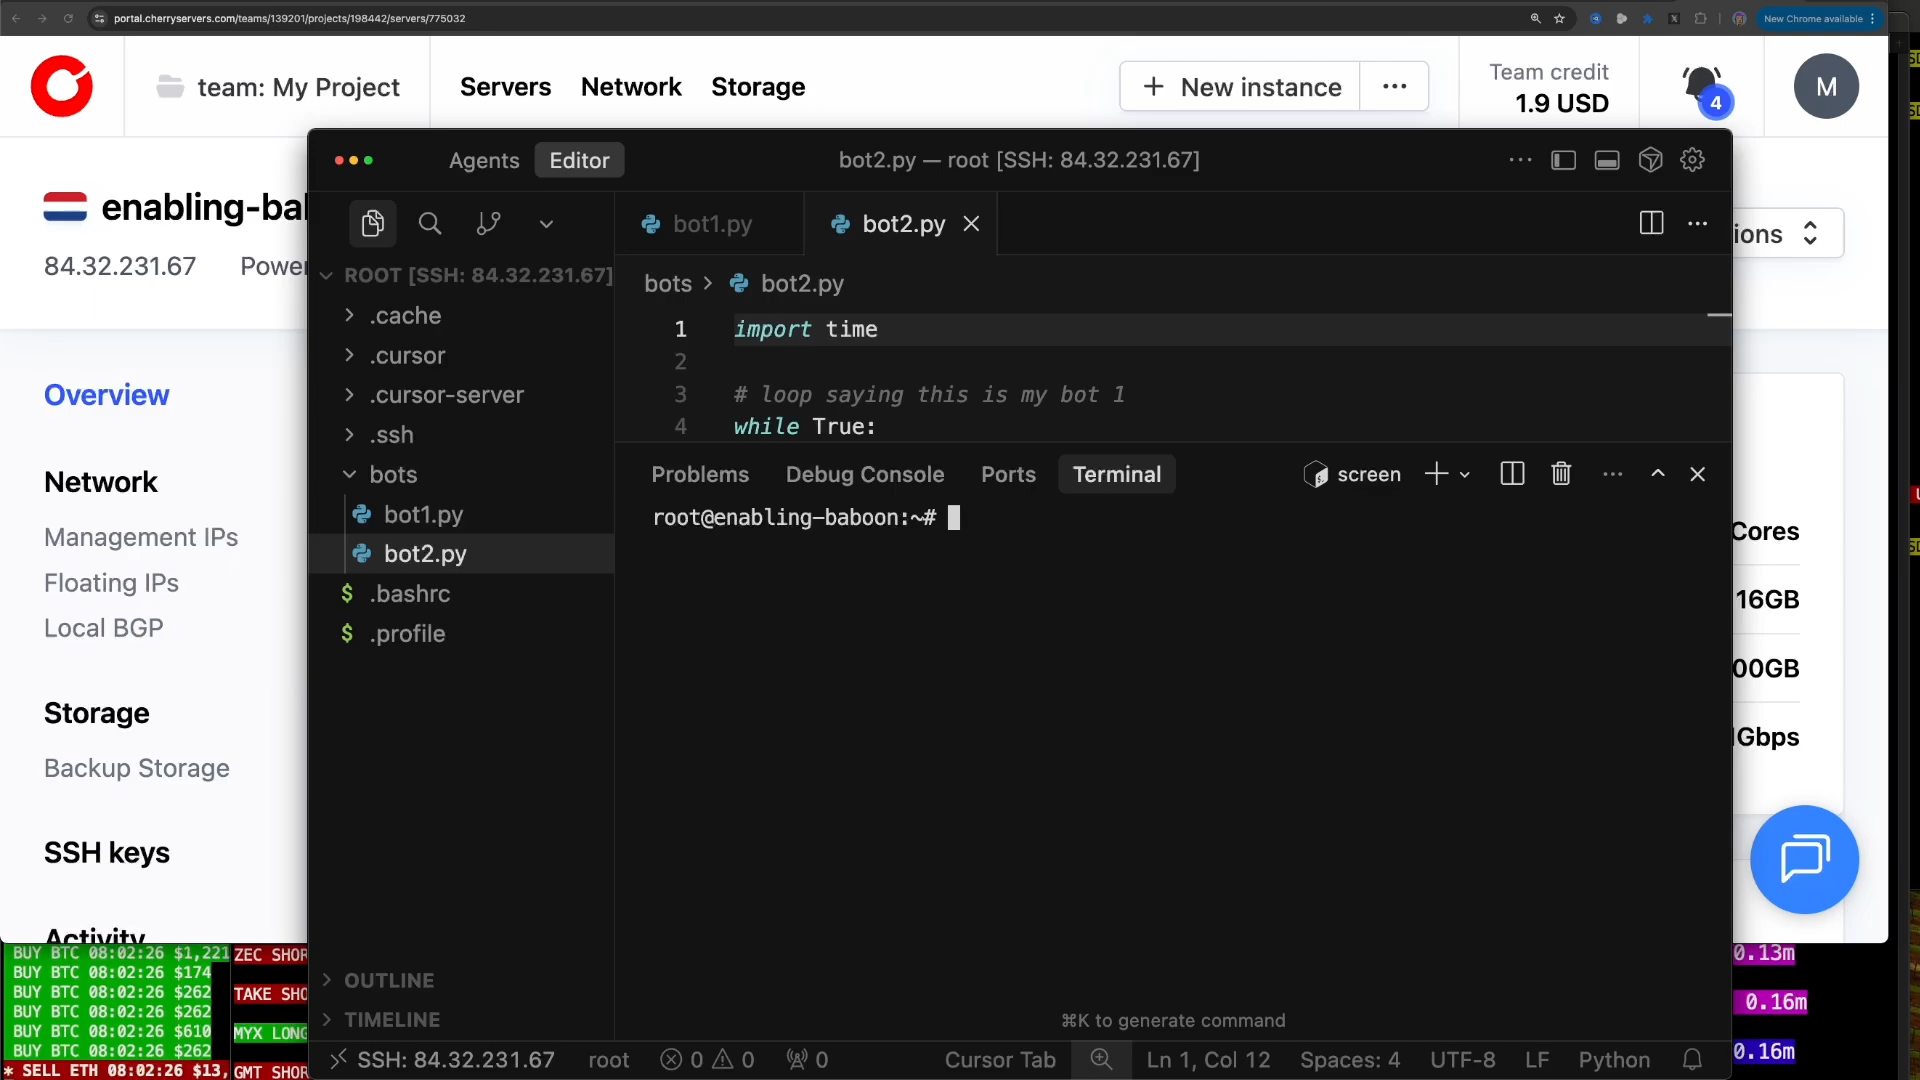 portal.cherryservers.com/teams/139201/projects/198442/servers/775032
New Chrome available
team: My Project
Servers
Network
Storage
New instance
Team credit
1.9 USD
4
M
enabling-bal
84.32.231.67
Power
ions
Overview
Network
Management IPs
Floating IPs
Local BGP
Storage
Backup Storage
SSH keys
Activity
Cores
16GB
00GB
Gbps
Agents
Editor
bot2.py — root [SSH: 84.32.231.67]
bot1.py
bot2.py
ROOT [SSH: 84.32.231.67]
.cache
.cursor
.cursor-server
.ssh
bots
bot1.py
bot2.py
.bashrc
.profile
OUTLINE
TIMELINE
bots > bot2.py
1 import time
2
3 # loop saying this is my bot 1
4 while True:
Problems
Debug Console
Ports
Terminal
screen
root@enabling-baboon:~#
⌘K to generate command
SSH: 84.32.231.67
root
0
0
0
Cursor Tab
Ln 1, Col 12
Spaces: 4
UTF-8
LF
Python
BUY BTC 08:02:26 $1,221
BUY BTC 08:02:26 $174
BUY BTC 08:02:26 $262
BUY BTC 08:02:26 $262
BUY BTC 08:02:26 $610
BUY BTC 08:02:26 $262
* SELL ETH 08:02:26 $13,
ZEC SHOR
TAKE SHO
MYX LONG
GMT SHOR
0.13m
0.16m
0.16m